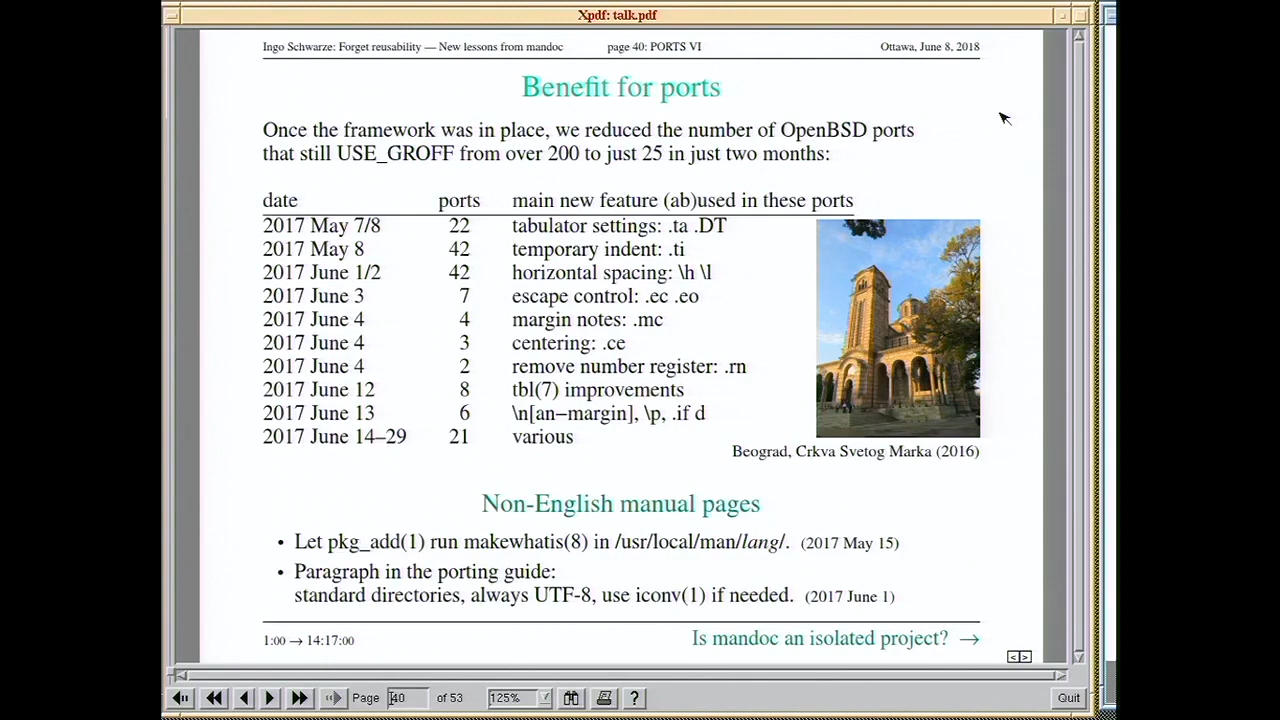 Xpdf: talk.pdf
Ingo Schwarze: Forget reusability — New lessons from mandoc page 40: PORTS VI Ottawa, June 8, 2018
Benefit for ports
Once the framework was in place, we reduced the number of OpenBSD ports
that still USE_GROFF from over 200 to just 25 in just two months:
date ports main new feature (ab)used in these ports
2017 May 7/8 22 tabulator settings: .ta .DT
2017 May 8 42 temporary indent: .ti
2017 June 1/2 42 horizontal spacing: \h \l
2017 June 3 7 escape control: .ec .eo
2017 June 4 4 margin notes: .mc
2017 June 4 3 centering: .ce
2017 June 4 2 remove number register: .rn
2017 June 12 8 tbl(7) improvements
2017 June 13 6 \n[an−margin], \p, .if d
2017 June 14–29 21 various
Beograd, Crkva Svetog Marka (2016)
Non-English manual pages
• Let pkg_add(1) run makewhatis(8) in /usr/local/man/lang/. (2017 May 15)
• Paragraph in the porting guide:
standard directories, always UTF-8, use iconv(1) if needed. (2017 June 1)
1:00 → 14:17:00 Is mandoc an isolated project? →
Page 40 of 53 125% ? Quit